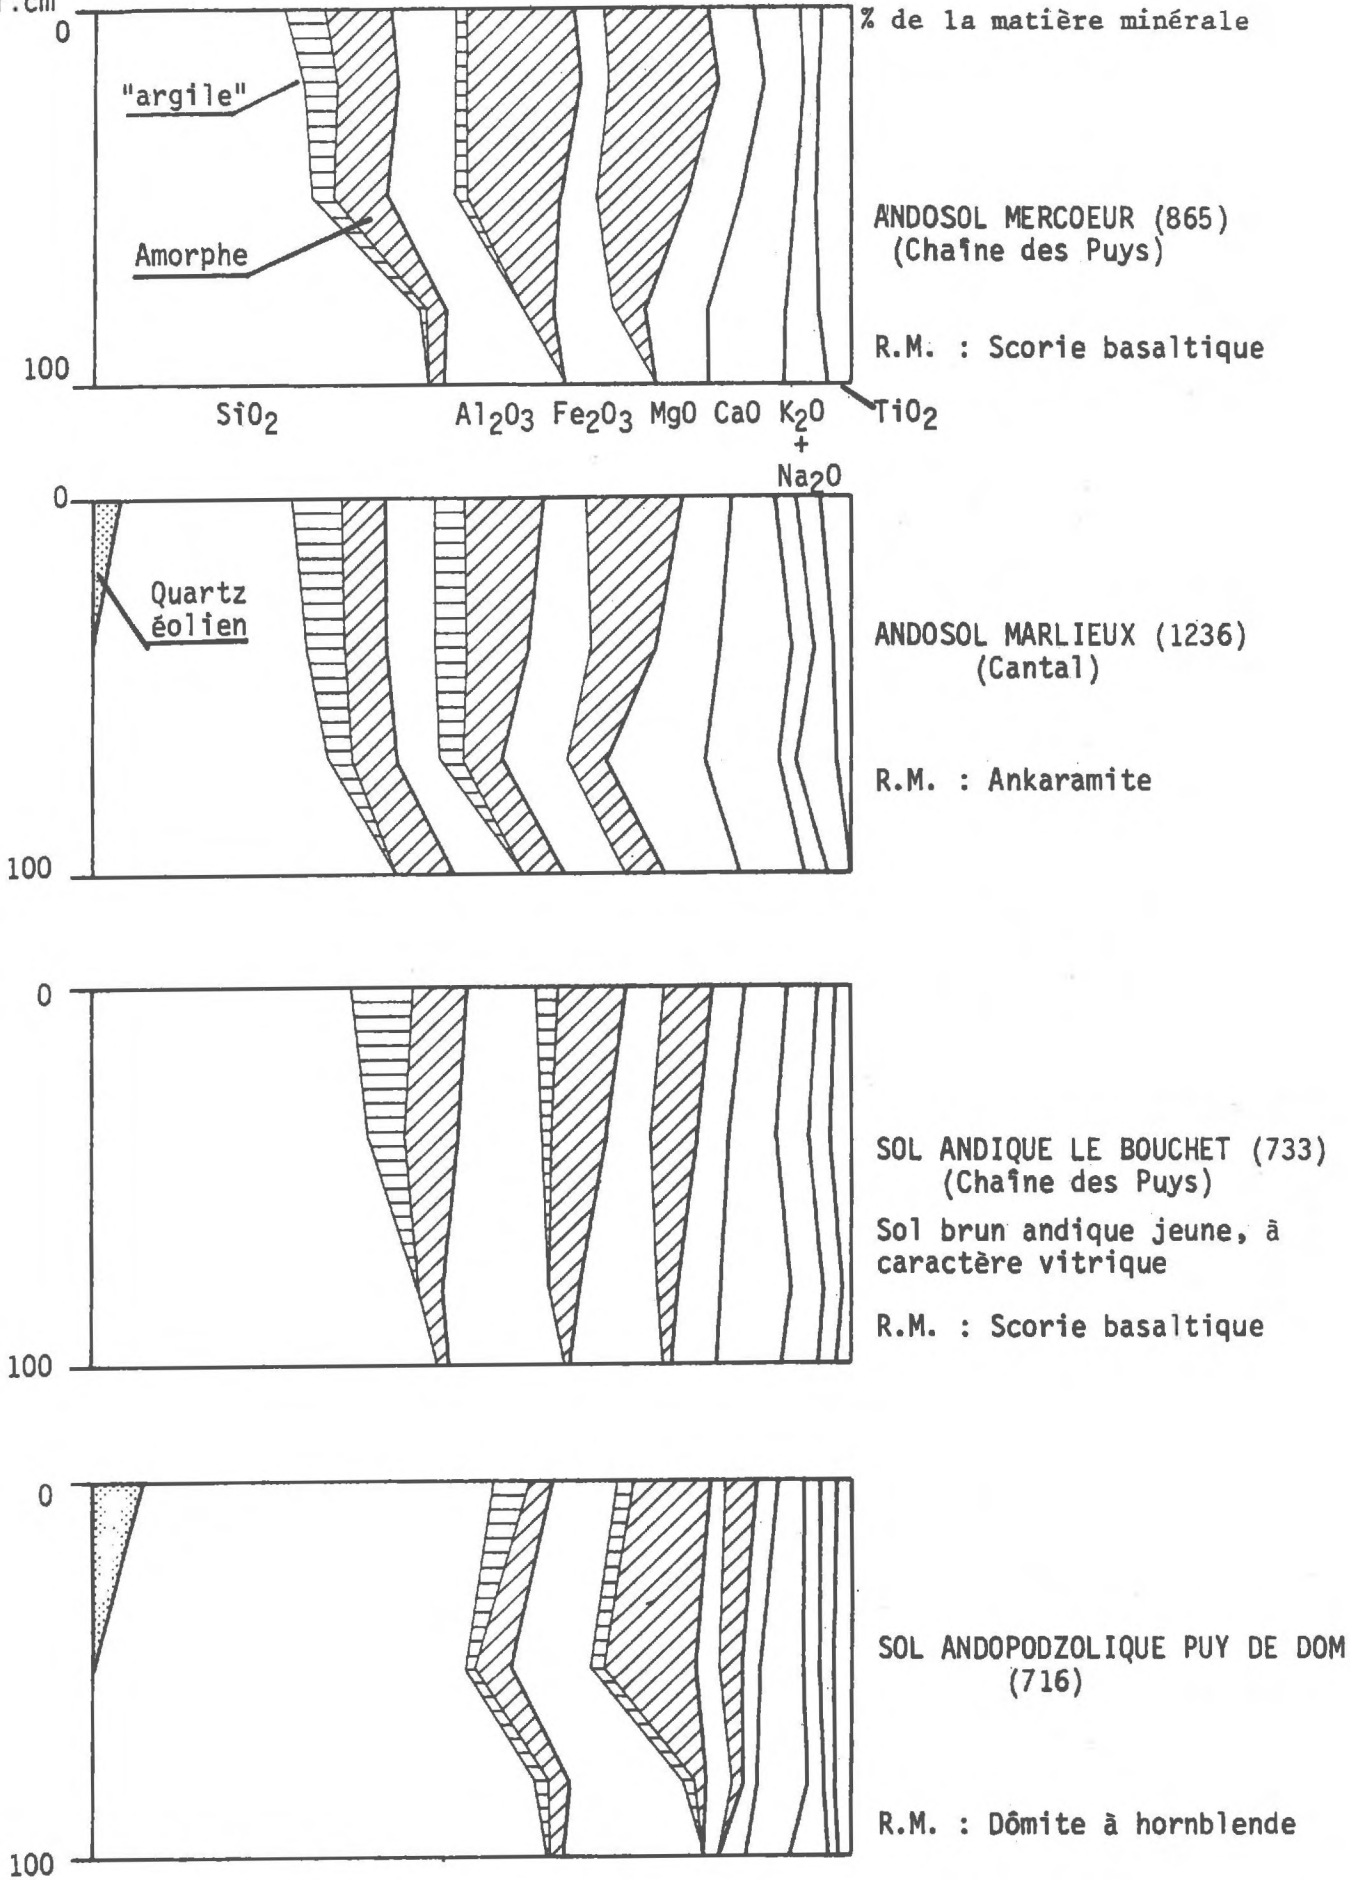 % de la matière minérale
0
"argile"
Amorphe
ANDOSOL MERCOEUR (865)
(Chaîne des Puys)
R.M. : Scorie basaltique
100
SiO2 Al2O3 Fe2O3 MgO CaO K2O TiO2
+
Na2O
0
Quartz
éolien
ANDOSOL MARLIEUX (1236)
(Cantal)
R.M. : Ankaramite
100
0
SOL ANDIQUE LE BOUCHET (733)
(Chaîne des Puys)
Sol brun andique jeune, à
caractère vitrique
R.M. : Scorie basaltique
100
0
SOL ANDOPODZOLIQUE PUY DE DOM
(716)
R.M. : Dômite à hornblende
100